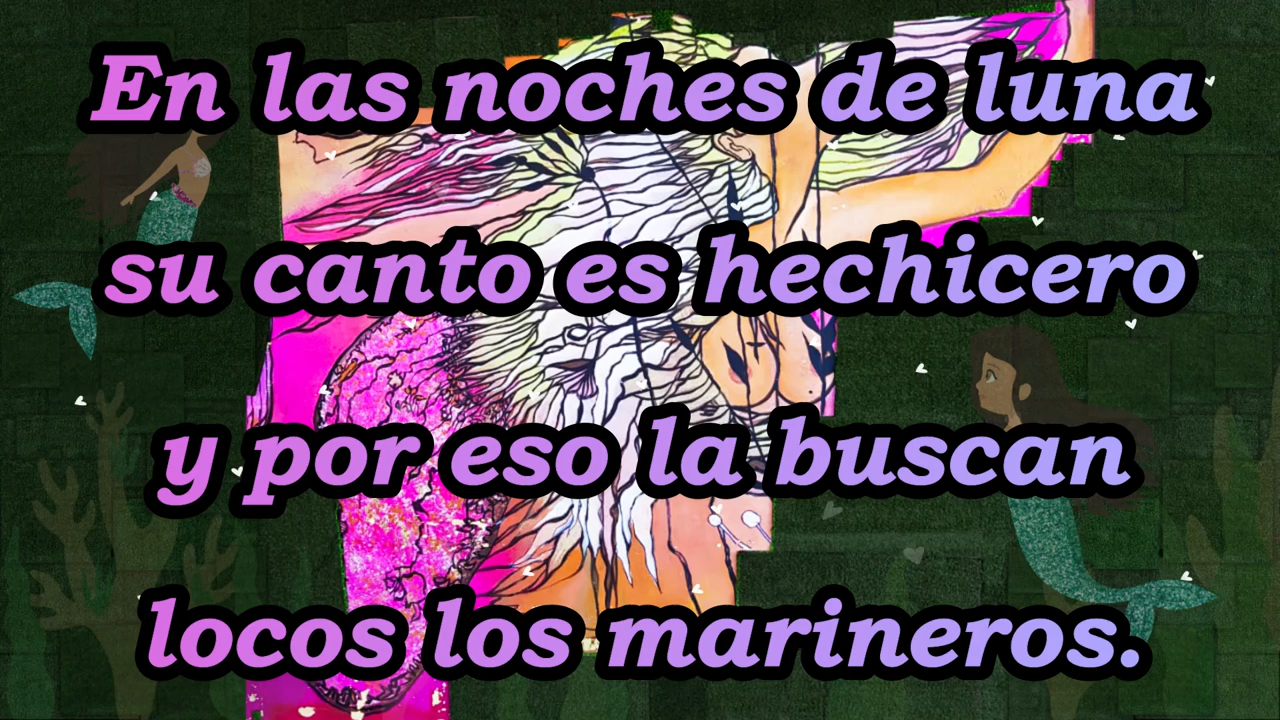 En las noches de luna
su canto es hechicero
y por eso la buscan
locos los marineros.